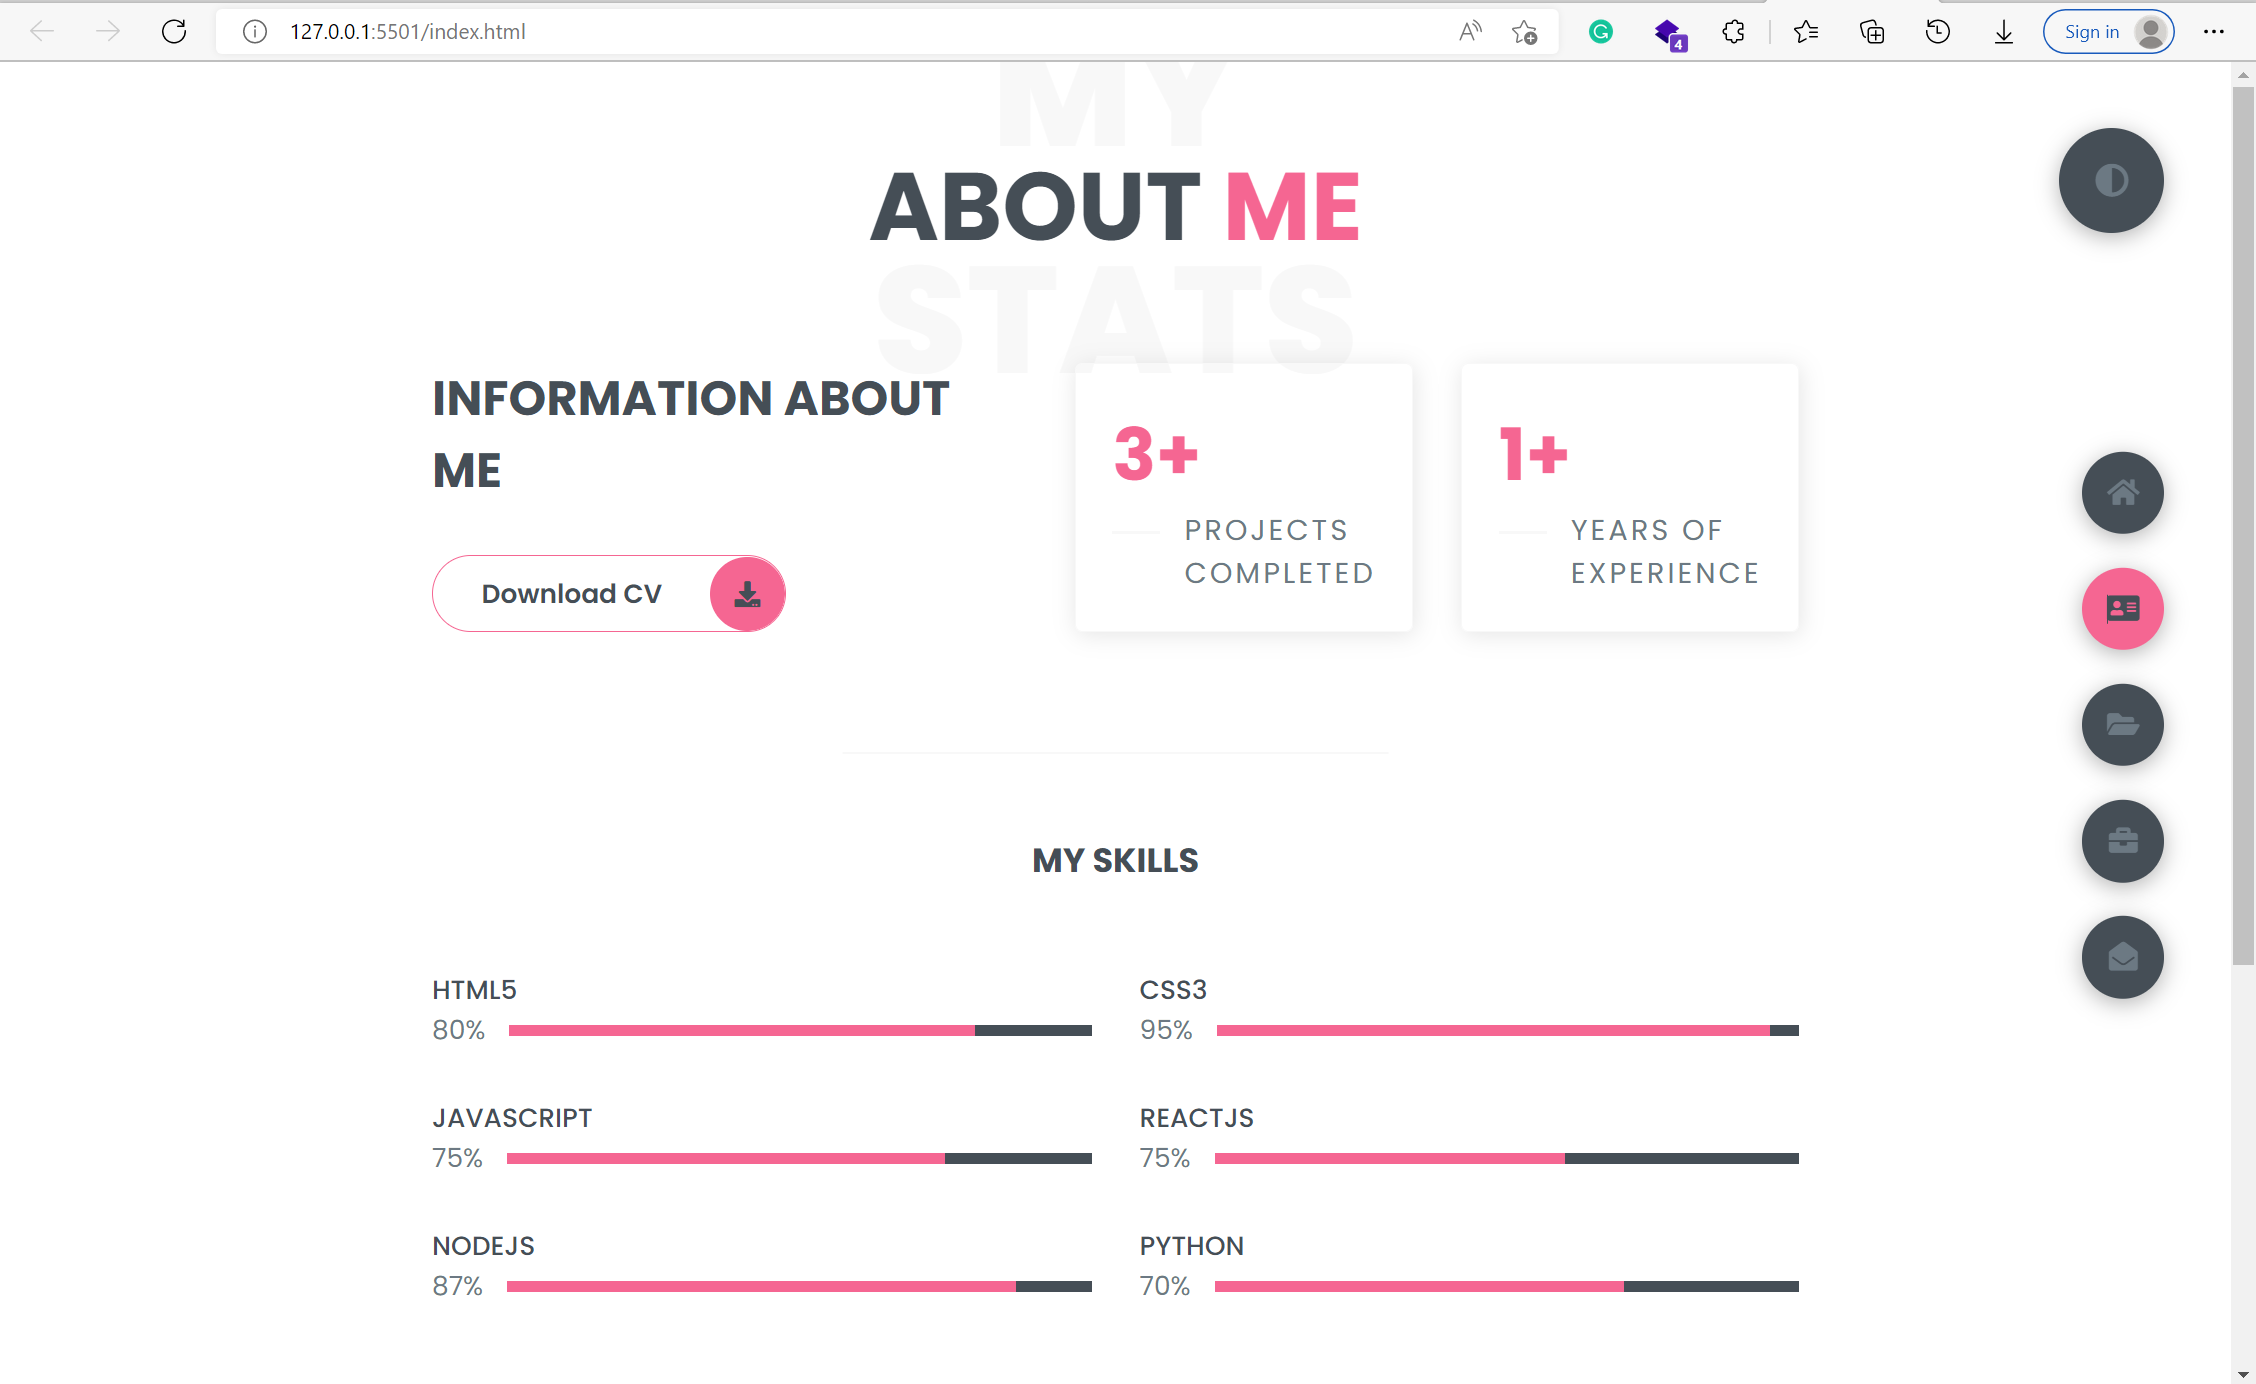 127.0.0.1:5501/index.html
4
Sign in
MY
ABOUT ME
STATS
INFORMATION ABOUT
ME
Download CV
3+
PROJECTS
COMPLETED
1+
YEARS OF
EXPERIENCE
MY SKILLS
HTML5
80%
CSS3
95%
JAVASCRIPT
75%
REACTJS
75%
NODEJS
87%
PYTHON
70%